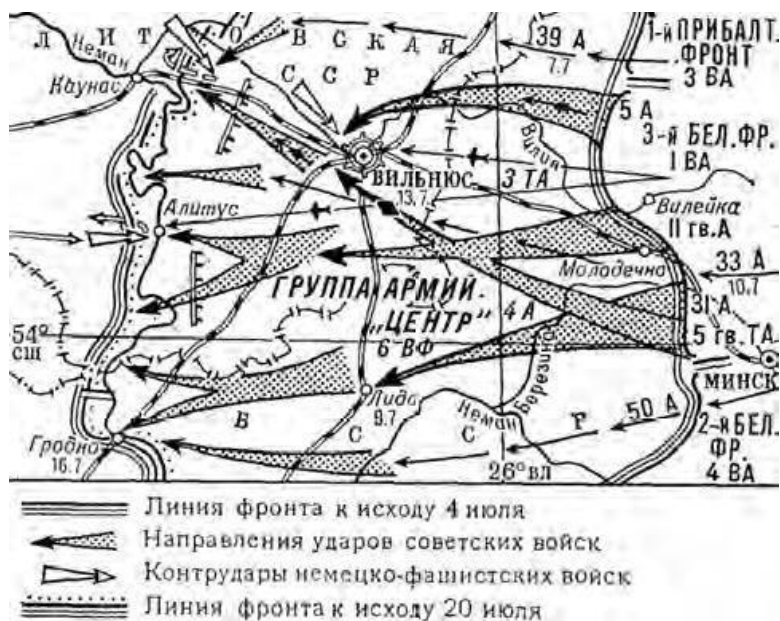 ЛИТОВСКАЯ
ССР
Неман
Каунас
39 А
7.7
1-й ПРИБАЛТ.
ФРОНТ
3 ВА
5 А
3-й БЕЛ.ФР.
1 ВА
Вилия
ВИЛЬНЮС
13.7
3 ТА
Вилейка
11 гв.А
Алитус
Молодечно
33 А
10.7
ГРУППА АРМИЙ
„ЦЕНТР"
6 ВФ
4 А
31 А
5 гв. ТА
54°
сш
МИНСК
Березина
Неман
Лида
9.7
В С С Р
50 А
2-й БЕЛ.
ФР.
4 ВА
Гродно
16.7
26° вл
Линия фронта к исходу 4 июля
Направления ударов советских войск
Контрудары немецко-фашистских войск
Линия фронта к исходу 20 июля